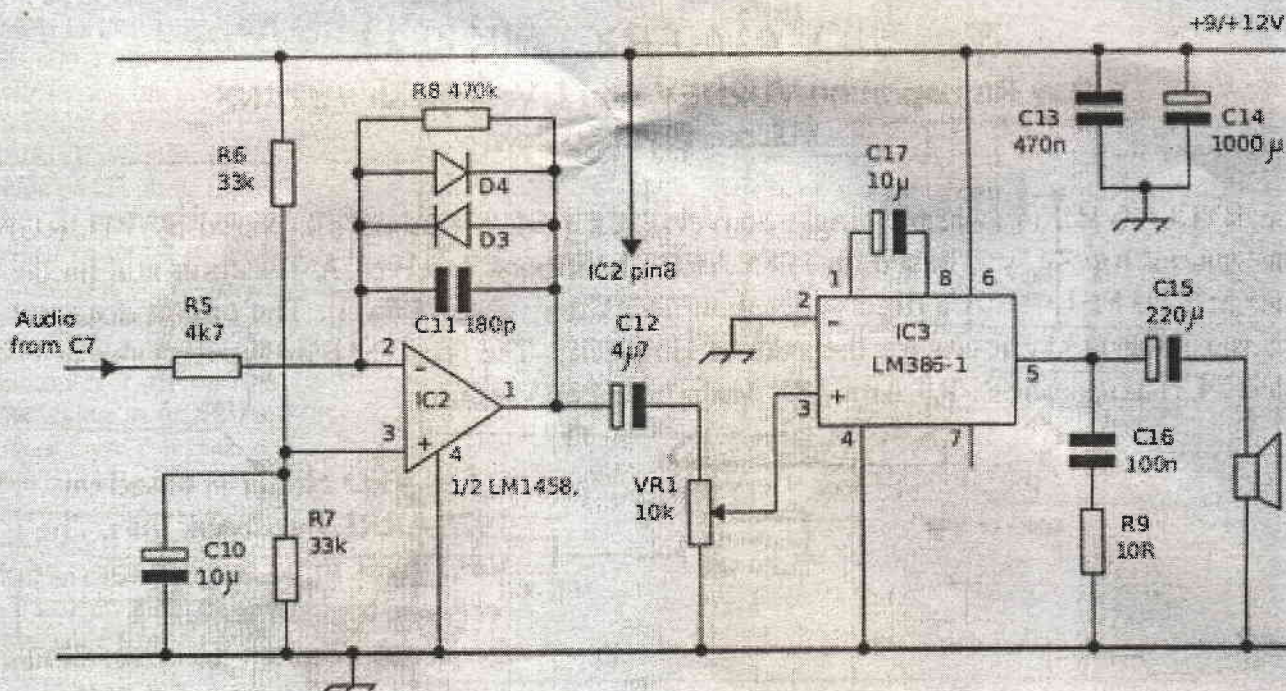 +9/+12V
R8 470k
C13
470n
C14
1000µ
R6
33k
C17
10µ
D4
D3
IC2 pin8
1
8
6
2
-
C15
220µ
Audio
from C7
R5
4k7
C11 180p
C12
4µ7
IC3
LM386-1
2
-
IC2
1
5
+
3
3
+
4
4
7
C16
100n
1/2 LM1458,
VR1
10k
R7
33k
C10
10µ
R9
10R